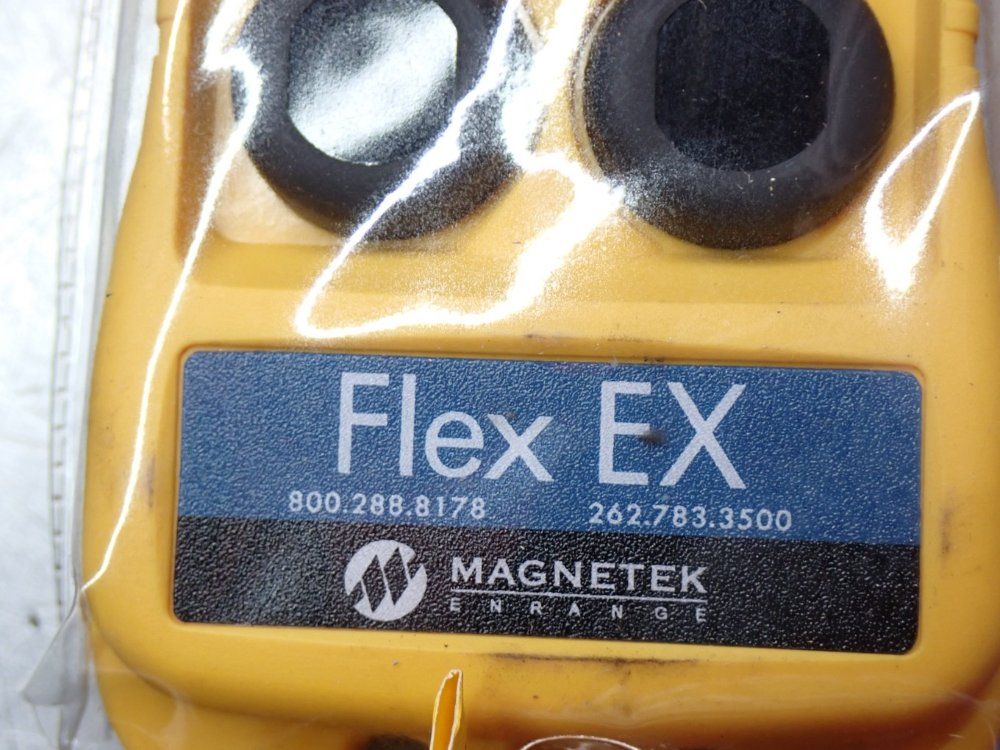 Flex EX
800.288.8178 262.783.3500
MAGNETEK
ENRANGE